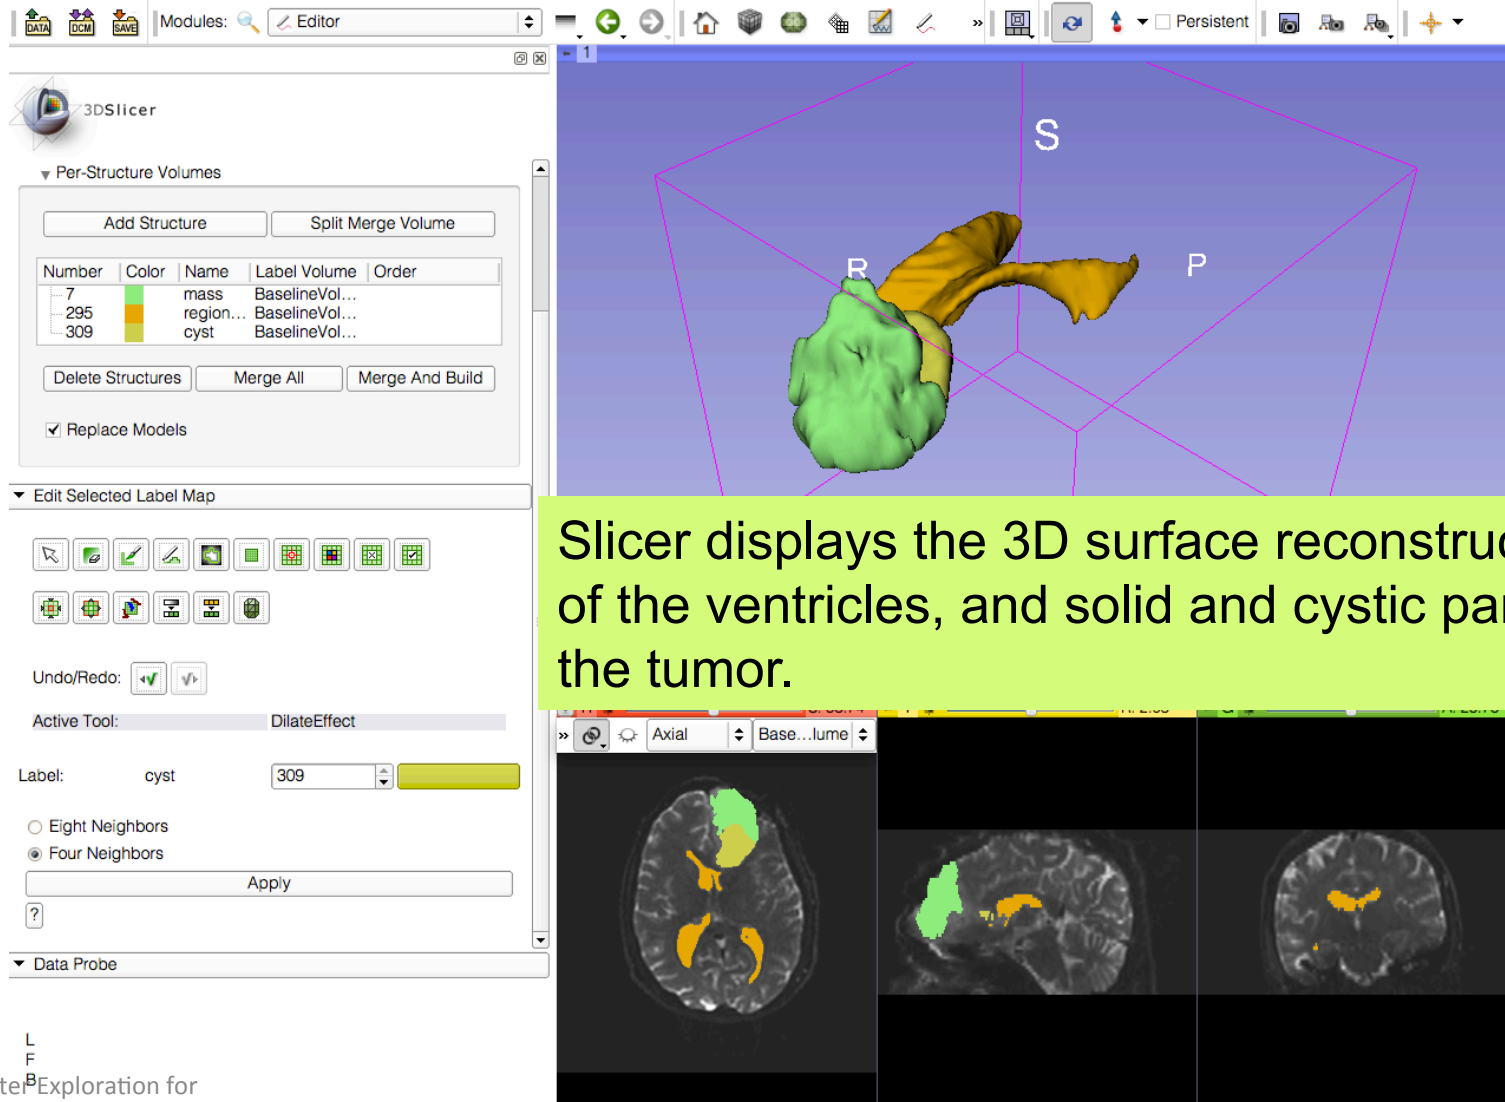 DATA DCM SAVE Modules: Editor » Persistent
1
3DSlicer
Per-Structure Volumes
Add Structure Split Merge Volume
Number Color Name Label Volume Order
7 mass BaselineVol...
295 region... BaselineVol...
309 cyst BaselineVol...
Delete Structures Merge All Merge And Build
Replace Models
Edit Selected Label Map
Undo/Redo:
Active Tool: DilateEffect
Label: cyst 309
Eight Neighbors
Four Neighbors
Apply
?
Data Probe
L
F
B
Exploration for
S
R
P
Slicer displays the 3D surface reconstruc
of the ventricles, and solid and cystic par
the tumor.
» Axial Base...lume